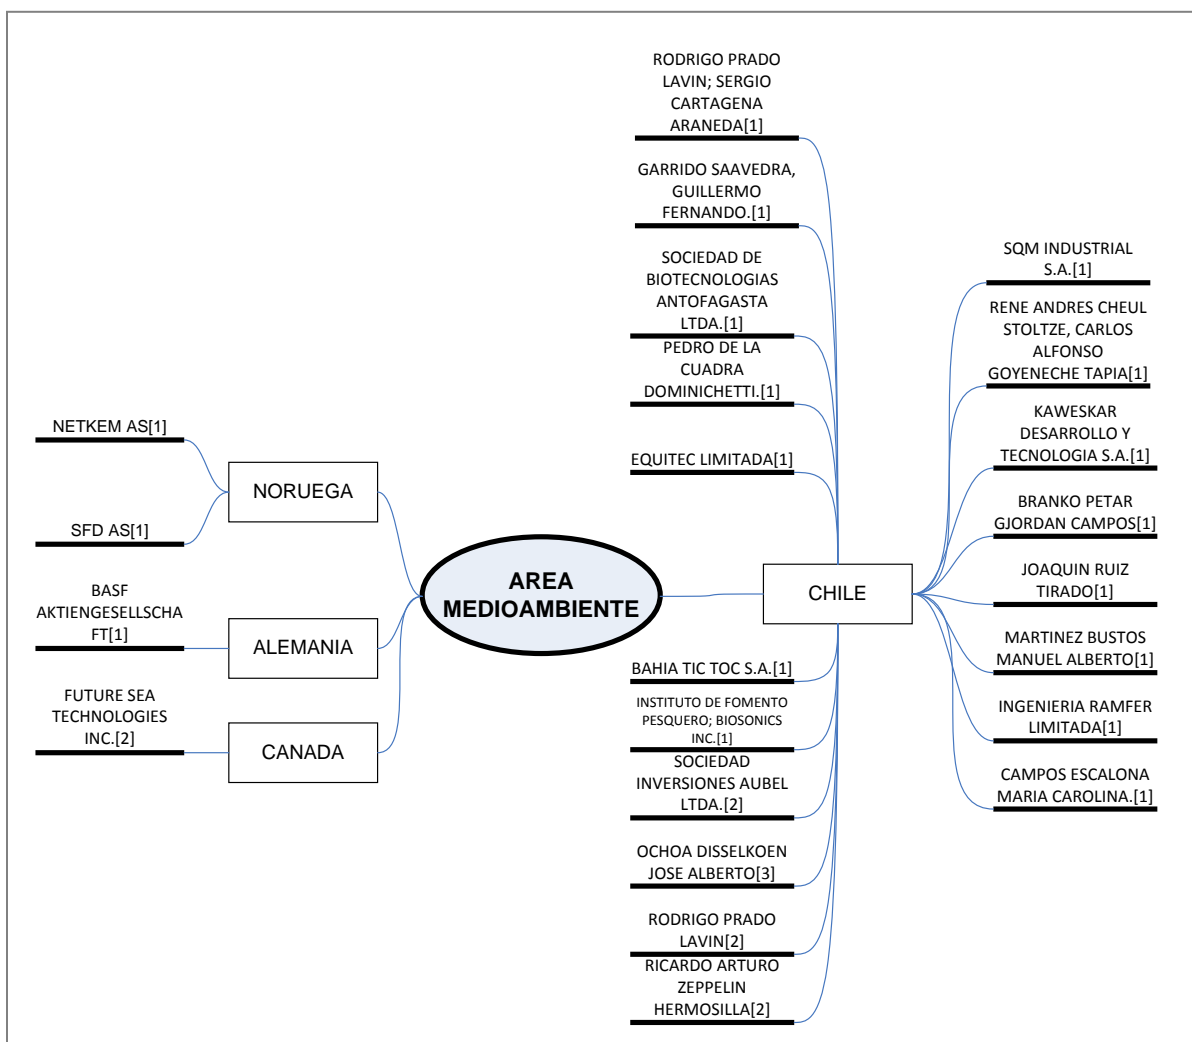 RODRIGO PRADO
LAVIN; SERGIO
CARTAGENA
ARANEDA[1]
GARRIDO SAAVEDRA,
GUILLERMO
FERNANDO.[1]
SOCIEDAD DE
BIOTECNOLOGIAS
ANTOFAGASTA
LTDA.[1]
PEDRO DE LA
CUADRA
DOMINICHETTI.[1]
EQUITEC LIMITADA[1]
SQM INDUSTRIAL
S.A.[1]
RENE ANDRES CHEUL
STOLTZE, CARLOS
ALFONSO
GOYENECHE TAPIA[1]
KAWESKAR
DESARROLLO Y
TECNOLOGIA S.A.[1]
BRANKO PETAR
GJORDAN CAMPOS[1]
JOAQUIN RUIZ
TIRADO[1]
MARTINEZ BUSTOS
MANUEL ALBERTO[1]
INGENIERIA RAMFER
LIMITADA[1]
CAMPOS ESCALONA
MARIA CAROLINA.[1]
NETKEM AS[1]
NORUEGA
SFD AS[1]
BASF
AKTIENGESELLSCHA
FT[1]
ALEMANIA
FUTURE SEA
TECHNOLOGIES
INC.[2]
CANADA
AREA
MEDIOAMBIENTE
CHILE
BAHIA TIC TOC S.A.[1]
INSTITUTO DE FOMENTO
PESQUERO; BIOSONICS
INC.[1]
SOCIEDAD
INVERSIONES AUBEL
LTDA.[2]
OCHOA DISSELKOEN
JOSE ALBERTO[3]
RODRIGO PRADO
LAVIN[2]
RICARDO ARTURO
ZEPPELIN
HERMOSILLA[2]